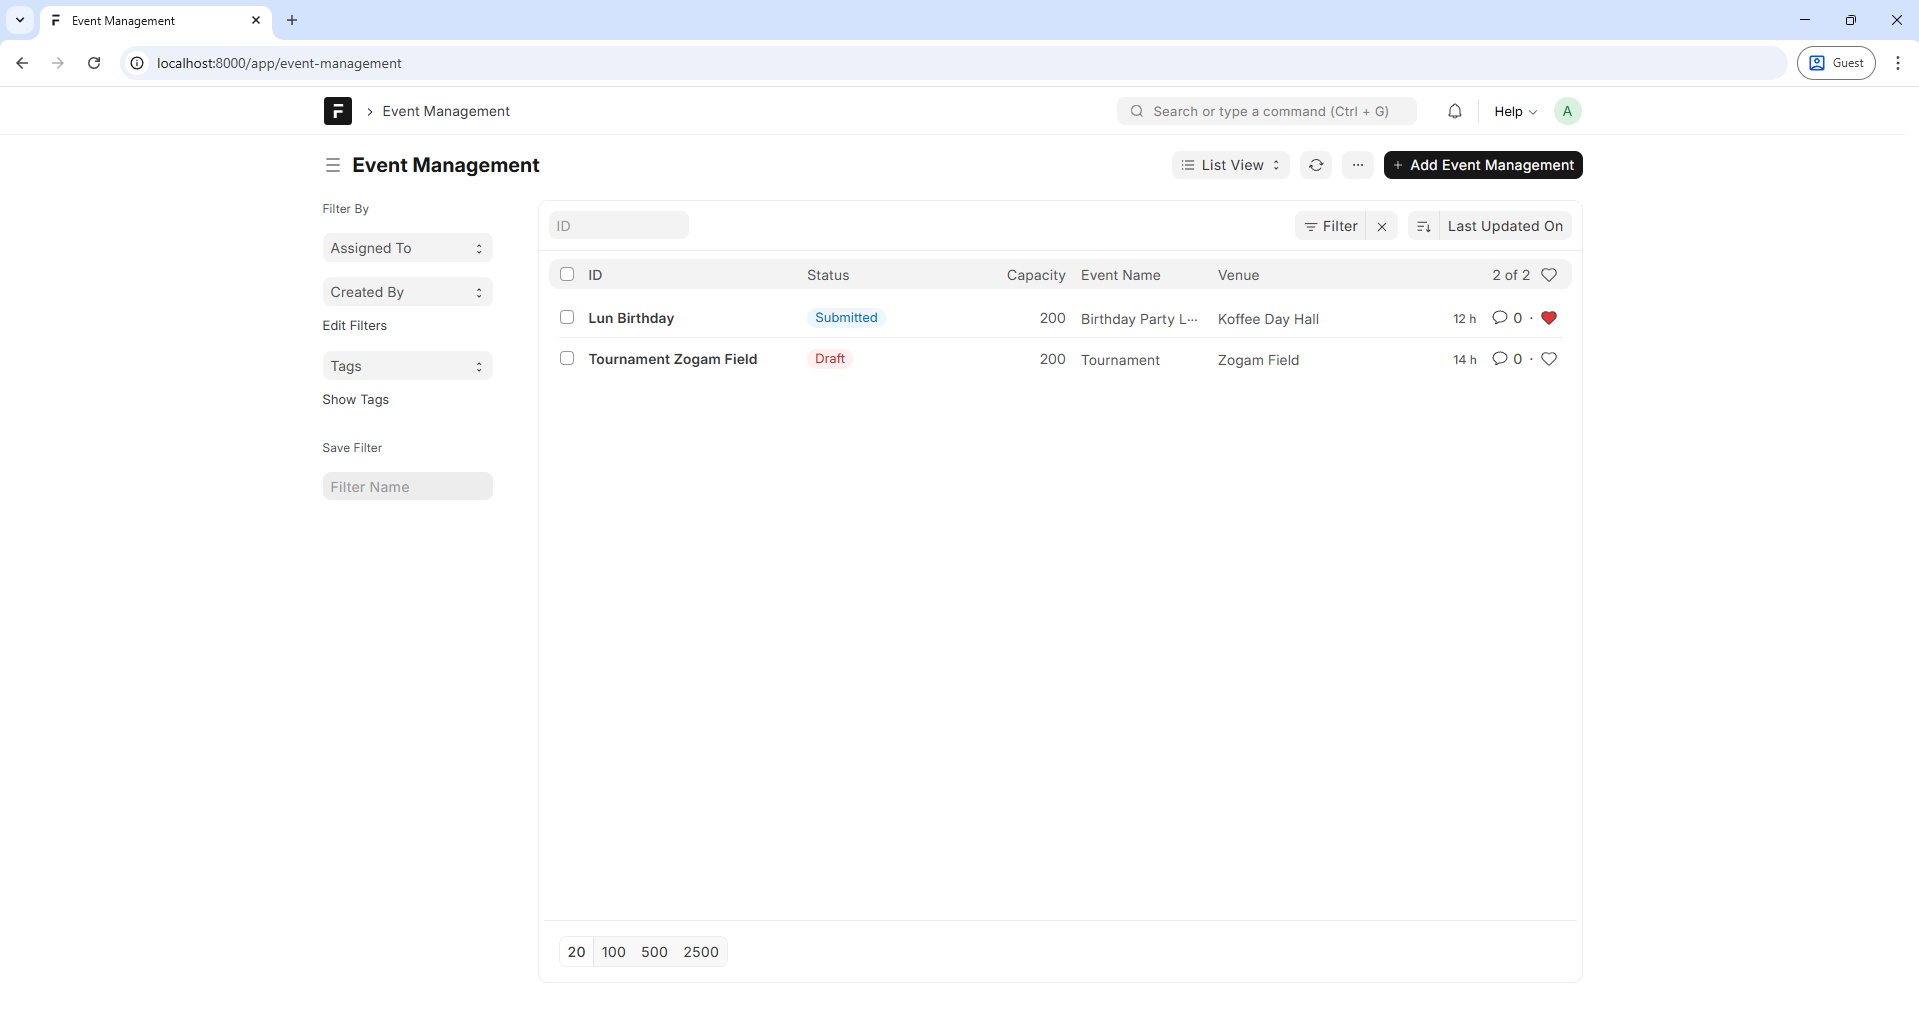 Event Management
localhost:8000/app/event-management
Guest
Event Management
Search or type a command (Ctrl + G)
Help
A
Event Management
List View
+ Add Event Management
Filter By
Assigned To
Created By
Edit Filters
Tags
Show Tags
Save Filter
Filter Name
ID
Filter
Last Updated On
ID Status Capacity Event Name Venue 2 of 2
Lun Birthday Submitted 200 Birthday Party L... Koffee Day Hall 12 h 0 ·
Tournament Zogam Field Draft 200 Tournament Zogam Field 14 h 0 ·
20 100 500 2500